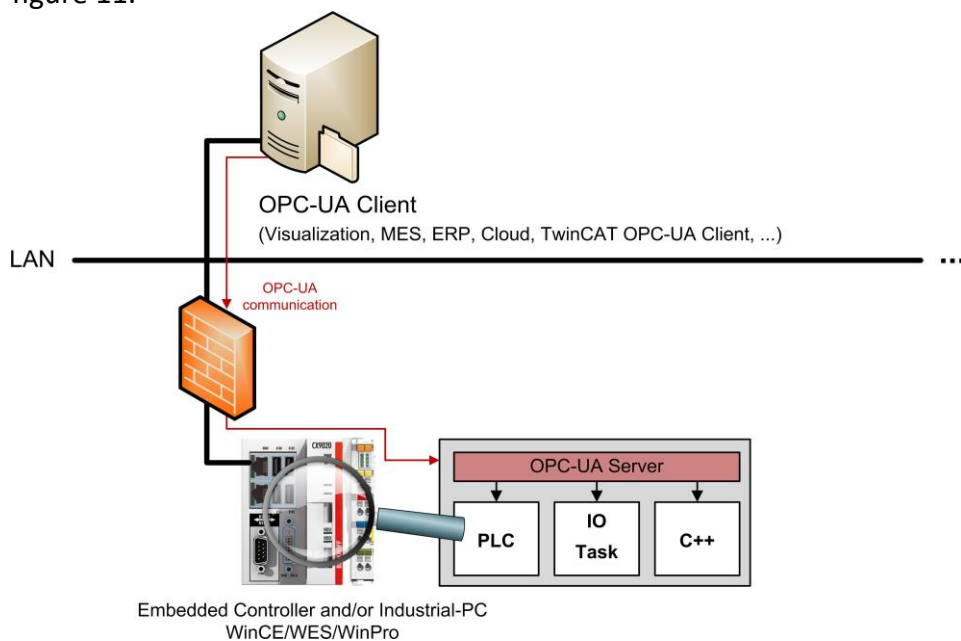 figure 11.
OPC-UA Client
(Visualization, MES, ERP, Cloud, TwinCAT OPC-UA Client, ...)
LAN
...
OPC-UA
communication
CX9020
OPC-UA Server
PLC
IO
Task
C++
Embedded Controller and/or Industrial-PC
WinCE/WES/WinPro